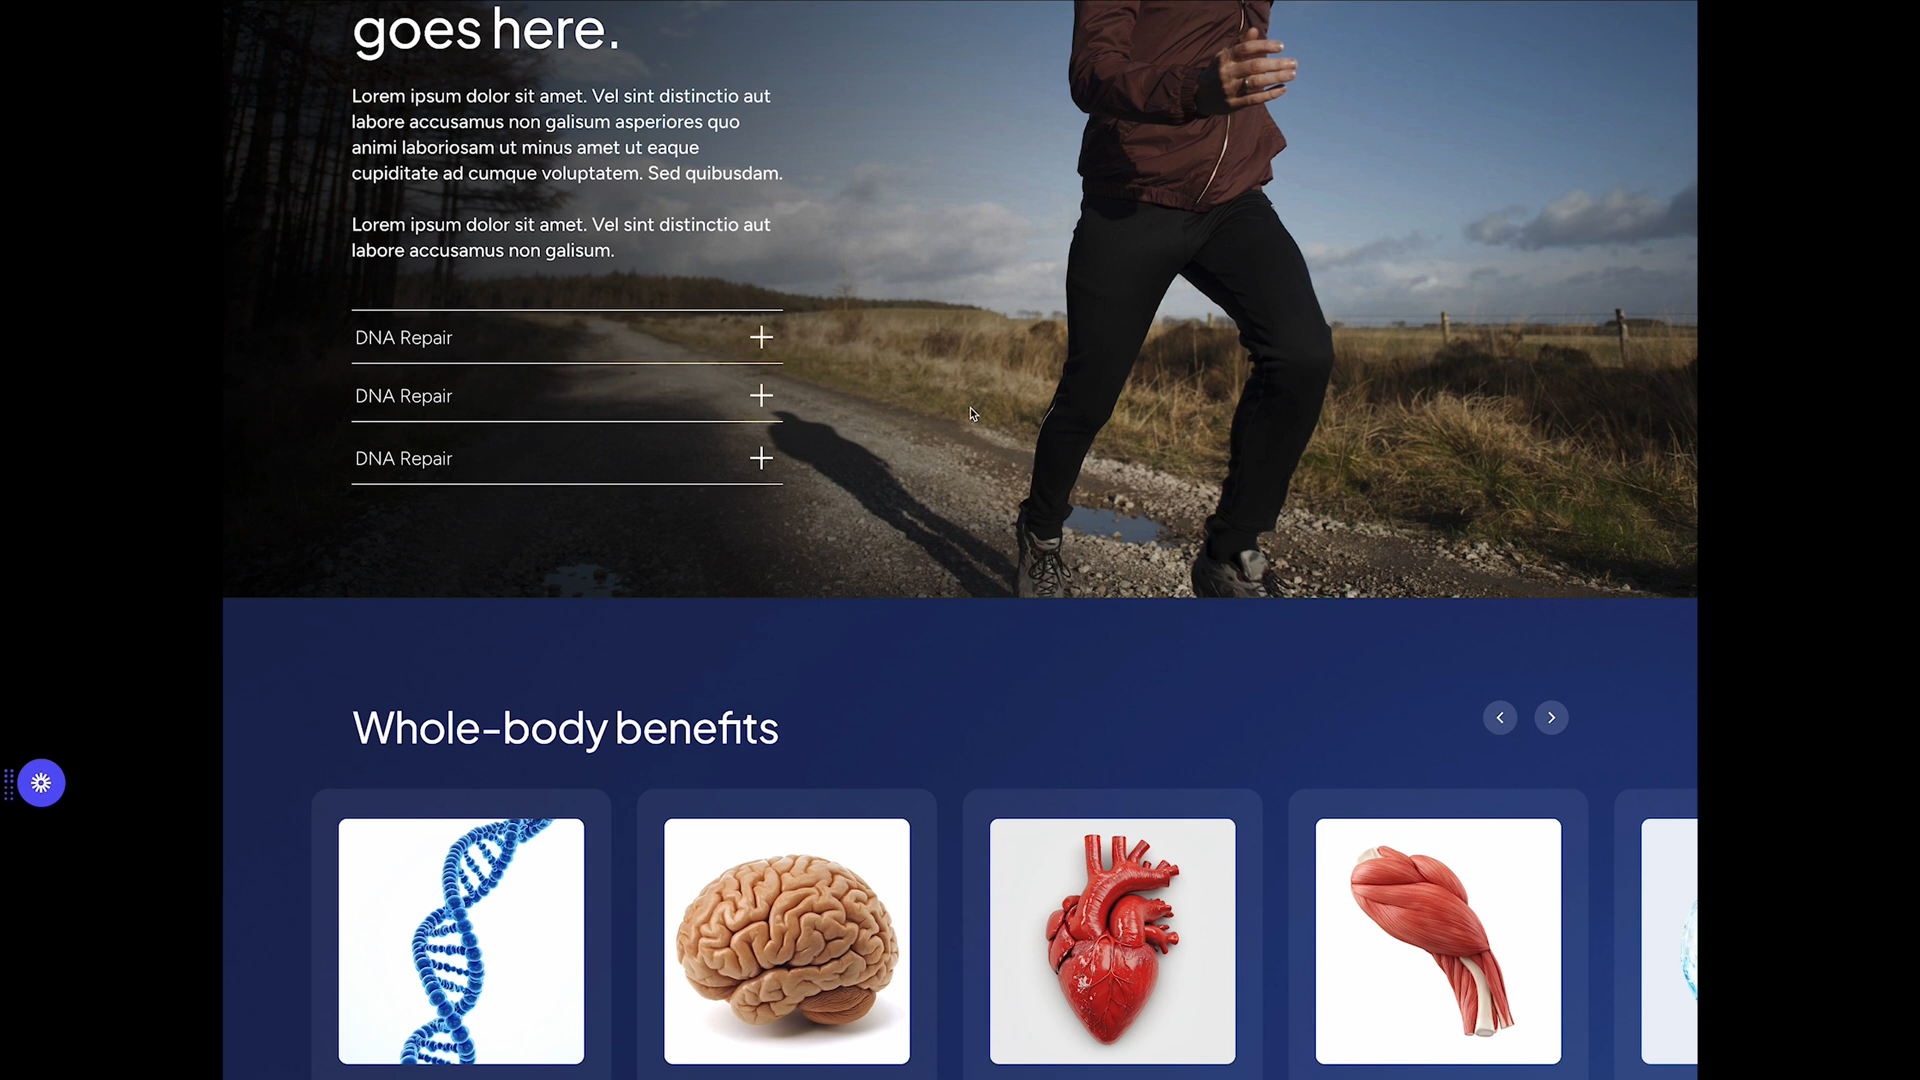 goes here.
Lorem ipsum dolor sit amet. Vel sint distinctio aut
labore accusamus non galisum asperiores quo
animi laboriosam ut minus amet ut eaque
cupiditate ad cumque voluptatem. Sed quibusdam.
Lorem ipsum dolor sit amet. Vel sint distinctio aut
labore accusamus non galisum.
DNA Repair
DNA Repair
DNA Repair
Whole-body benefits